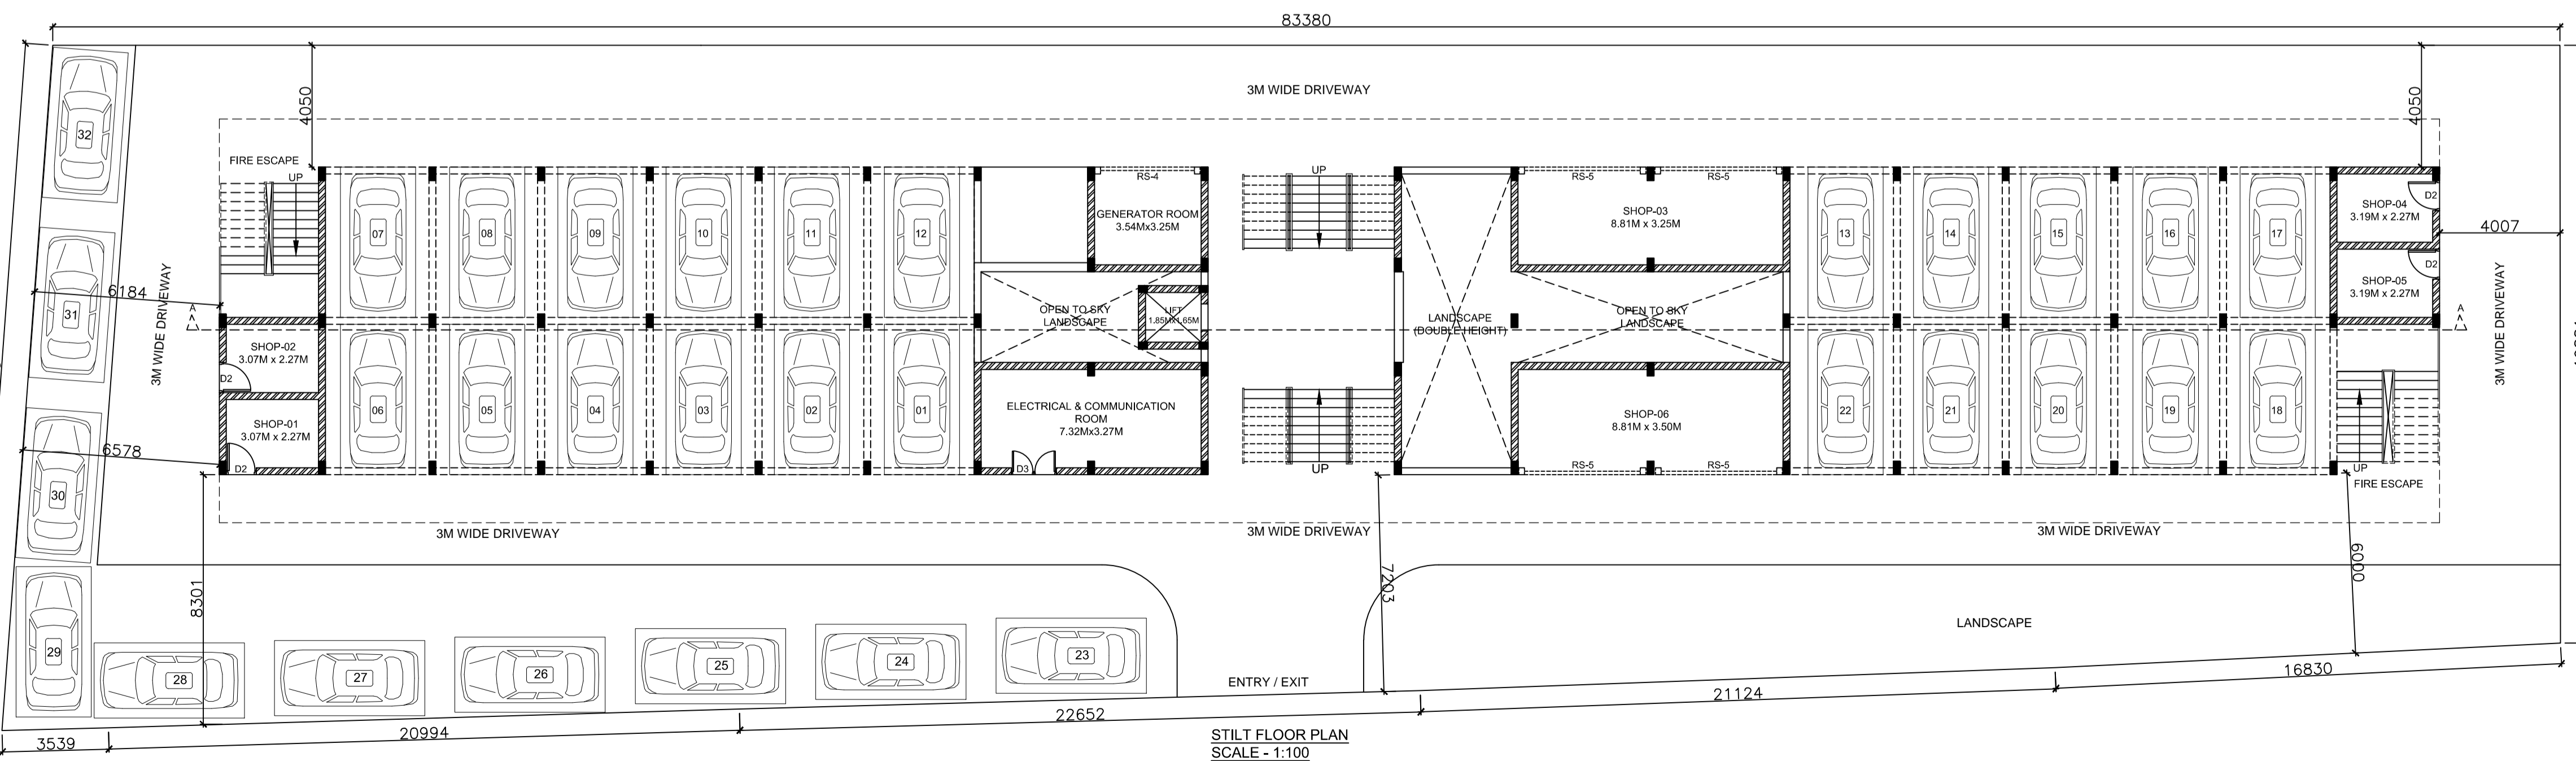 83380
3M WIDE DRIVEWAY
4050
4050
32
FIRE ESCAPE
UP
07
08
09
10
11
12
RS-4
GENERATOR ROOM
3.54Mx3.25M
UP
RS-5
RS-5
SHOP-03
8.81M x 3.25M
13
14
15
16
17
SHOP-04
3.19M x 2.27M
D2
4007
D2
SHOP-05
3.19M x 2.27M
31
6184
3M WIDE DRIVEWAY
A
OPEN TO SKY
LANDSCAPE
LIFT
1.85Mx1.65M
LANDSCAPE
(DOUBLE HEIGHT)
OPEN TO SKY
LANDSCAPE
A
3M WIDE DRIVEWAY
SHOP-02
3.07M x 2.27M
D2
SHOP-01
3.07M x 2.27M
D2
06
05
04
03
02
01
ELECTRICAL & COMMUNICATION
ROOM
7.32Mx3.27M
D3
UP
SHOP-06
8.81M x 3.50M
RS-5
RS-5
22
21
20
19
18
UP
FIRE ESCAPE
6578
30
3M WIDE DRIVEWAY
3M WIDE DRIVEWAY
3M WIDE DRIVEWAY
8301
7203
6000
LANDSCAPE
29
28
27
26
25
24
23
ENTRY / EXIT
3539
20994
22652
21124
16830
STILT FLOOR PLAN
SCALE - 1:100